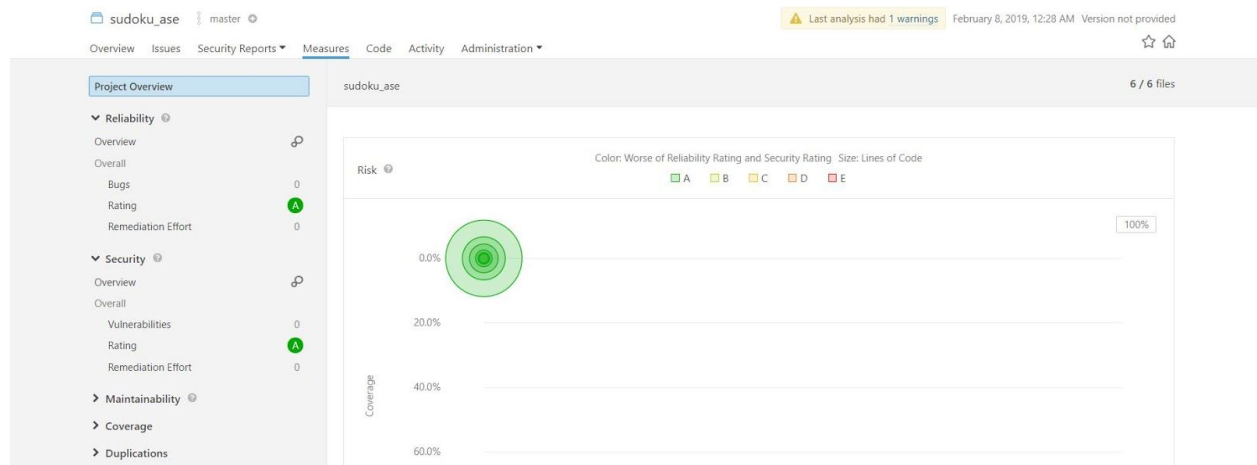 sudoku_ase master
Last analysis had 1 warnings February 8, 2019, 12:28 AM Version not provided
Overview Issues Security Reports Measures Code Activity Administration
Project Overview
sudoku_ase
6 / 6 files
Reliability
Overview
Overall
Bugs 0
Rating A
Remediation Effort 0
Security
Overview
Overall
Vulnerabilities 0
Rating A
Remediation Effort 0
Maintainability
Coverage
Duplications
Risk
Color: Worse of Reliability Rating and Security Rating Size: Lines of Code
A B C D E
100%
0.0%
20.0%
40.0%
60.0%
Coverage